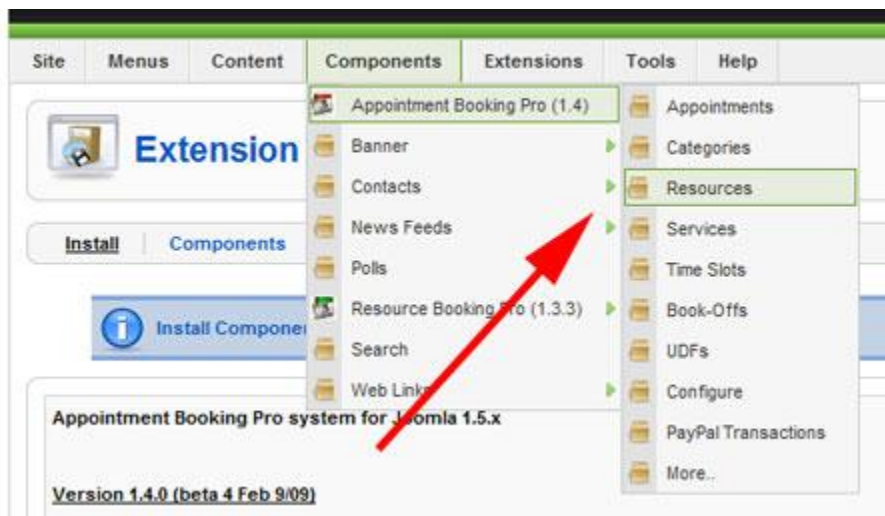 Site Menus Content Components Extensions Tools Help
Appointment Booking Pro (1.4)
Banner
Contacts
News Feeds
Polls
Resource Booking Pro (1.3.3)
Search
Web Links
Appointments
Categories
Resources
Services
Time Slots
Book-Offs
UDFs
Configure
PayPal Transactions
More..
Extension
Install Components
Install Compone
Appointment Booking Pro system for Joomla 1.5.x
Version 1.4.0 (beta 4 Feb 9/09)